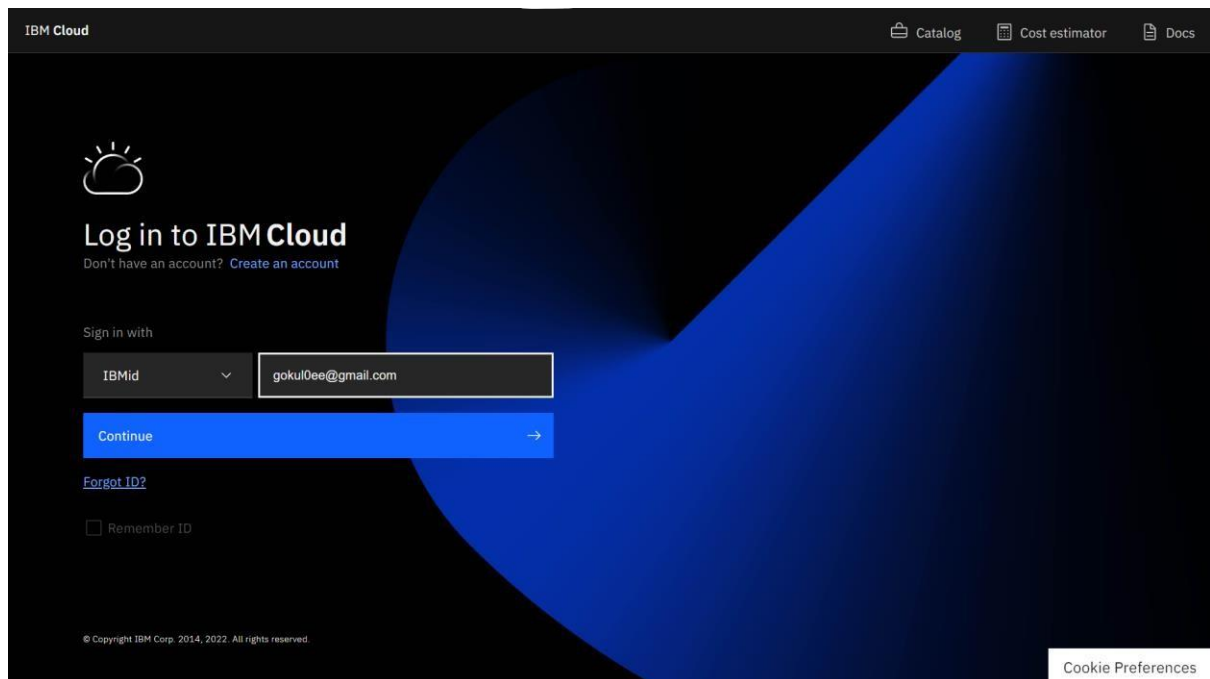 IBM Cloud
Catalog
Cost estimator
Docs
Log in to IBM Cloud
Don't have an account? Create an account
Sign in with
IBMid
gokul0ee@gmail.com
Continue
Forgot ID?
Remember ID
© Copyright IBM Corp. 2014, 2022. All rights reserved.
Cookie Preferences